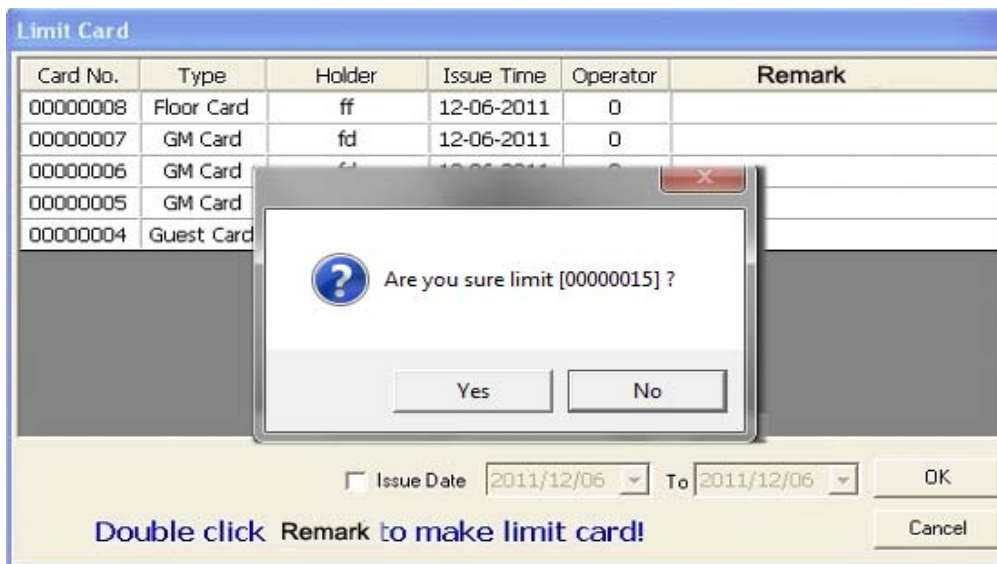 Limit Card
Card No. Type Holder Issue Time Operator Remark
00000008 Floor Card ff 12-06-2011 0
00000007 GM Card fd 12-06-2011 0
00000006 GM Card
00000005 GM Card
00000004 Guest Card
Are you sure limit [00000015] ?
Yes No
Issue Date 2011/12/06 To 2011/12/06 OK
Double click Remark to make limit card!
Cancel